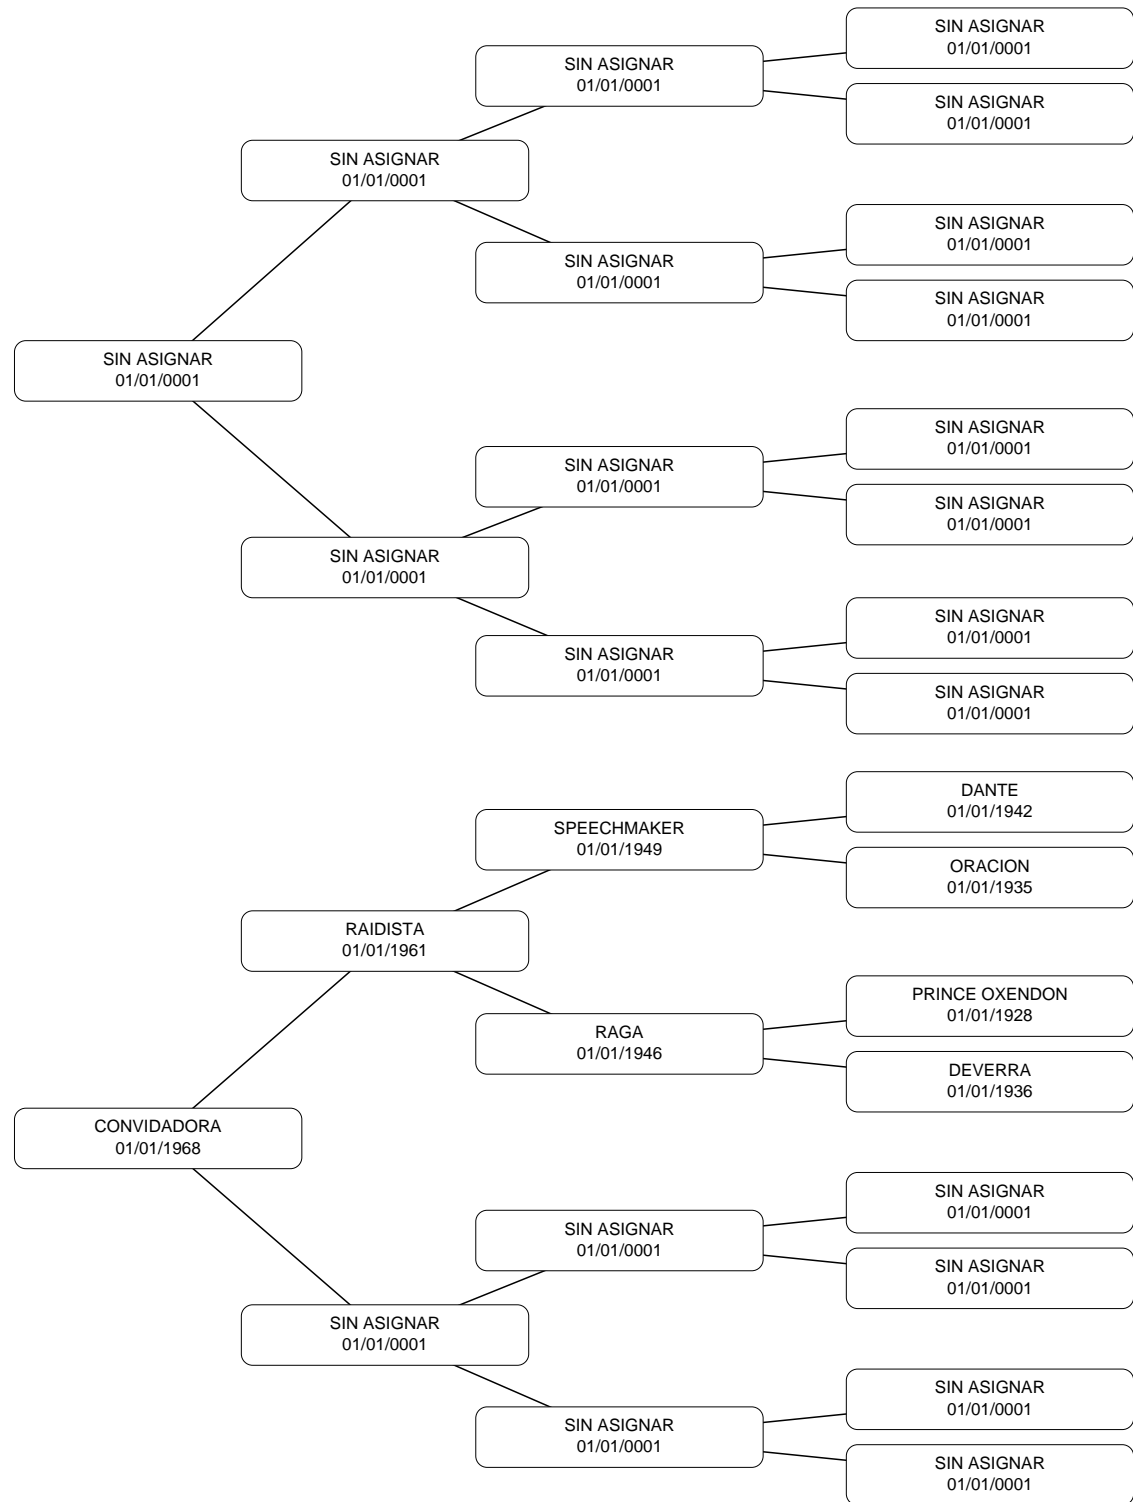 SIN ASIGNAR
01/01/0001
SIN ASIGNAR
01/01/0001
SIN ASIGNAR
01/01/0001
SIN ASIGNAR
01/01/0001
SIN ASIGNAR
01/01/0001
SIN ASIGNAR
01/01/0001
SIN ASIGNAR
01/01/0001
SIN ASIGNAR
01/01/0001
SIN ASIGNAR
01/01/0001
SIN ASIGNAR
01/01/0001
SIN ASIGNAR
01/01/0001
SIN ASIGNAR
01/01/0001
SIN ASIGNAR
01/01/0001
SIN ASIGNAR
01/01/0001
SIN ASIGNAR
01/01/0001
DANTE
01/01/1942
SPEECHMAKER
01/01/1949
ORACION
01/01/1935
RAIDISTA
01/01/1961
PRINCE OXENDON
01/01/1928
RAGA
01/01/1946
DEVERRA
01/01/1936
CONVIDADORA
01/01/1968
SIN ASIGNAR
01/01/0001
SIN ASIGNAR
01/01/0001
SIN ASIGNAR
01/01/0001
SIN ASIGNAR
01/01/0001
SIN ASIGNAR
01/01/0001
SIN ASIGNAR
01/01/0001
SIN ASIGNAR
01/01/0001